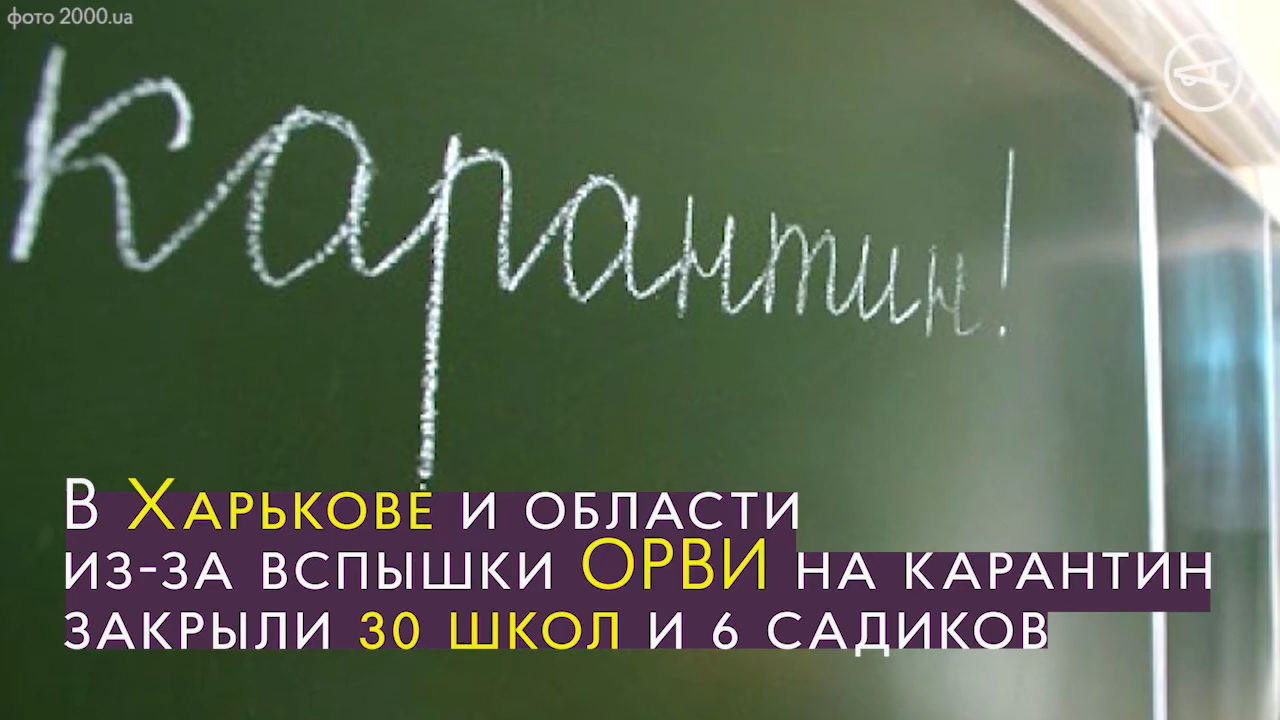 фото 2000.ua
карантин!
В Харькове и области
из-за вспышки ОРВИ на карантин
закрыли 30 школ и 6 садиков